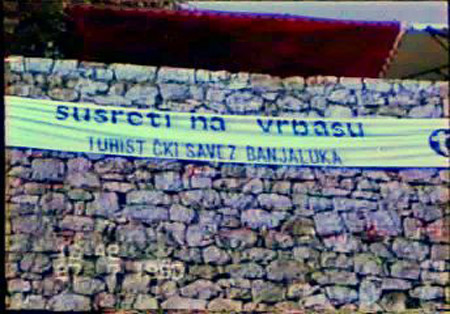 susreti na vrbasu
TURISTIČKI SAVEZ BANJALUKA